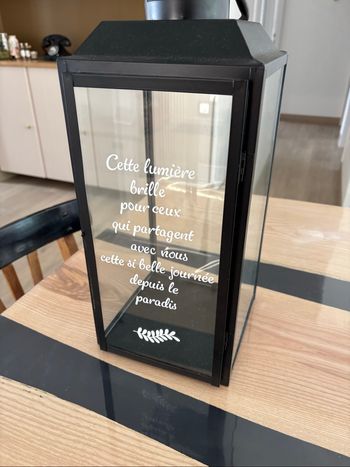 Cette lumière
brille
pour ceux
qui partagent
avec nous
cette si belle journée
depuis le
paradis